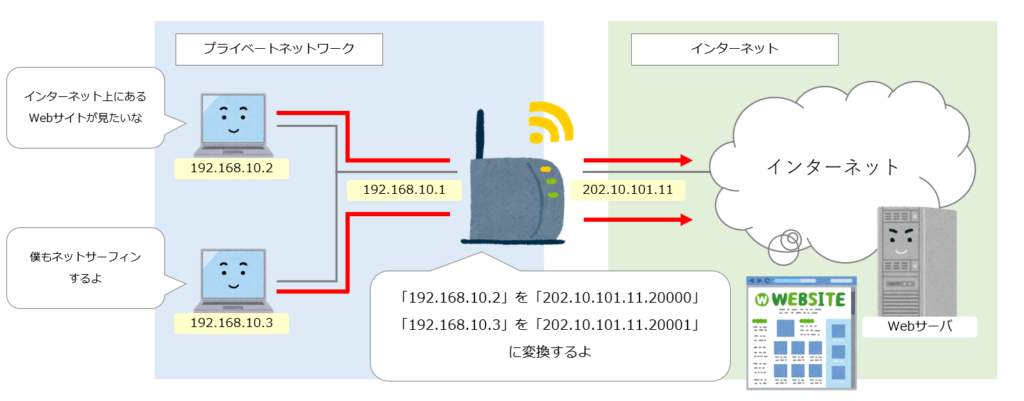 プライベートネットワーク
インターネット
インターネット上にある
Webサイトが見たいな
192.168.10.2
192.168.10.1
202.10.101.11
インターネット
僕もネットサーフィン
するよ
192.168.10.3
「192.168.10.2」を「202.10.101.11.20000」
「192.168.10.3」を「202.10.101.11.20001」
に変換するよ
W WEBSITE
Webサーバ